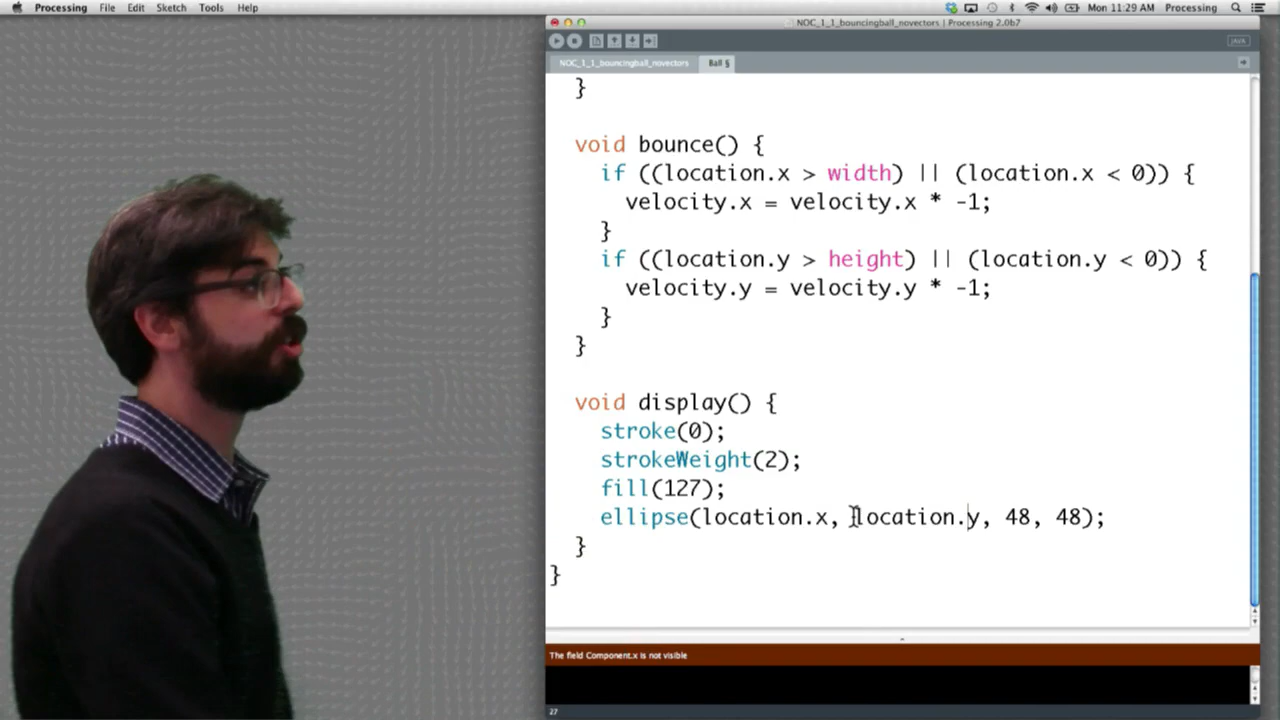 Processing File Edit Sketch Tools Help Mon 11:29 AM Processing
NOC_1_1_bouncingball_novectors | Processing 2.0b7
JAVA
NOC_1_1_bouncingball_novectors Ball §
}
void bounce() {
if ((location.x > width) || (location.x < 0)) {
velocity.x = velocity.x * -1;
}
if ((location.y > height) || (location.y < 0)) {
velocity.y = velocity.y * -1;
}
}
void display() {
stroke(0);
strokeWeight(2);
fill(127);
ellipse(location.x, location.y, 48, 48);
}
}
The field Component.x is not visible
27